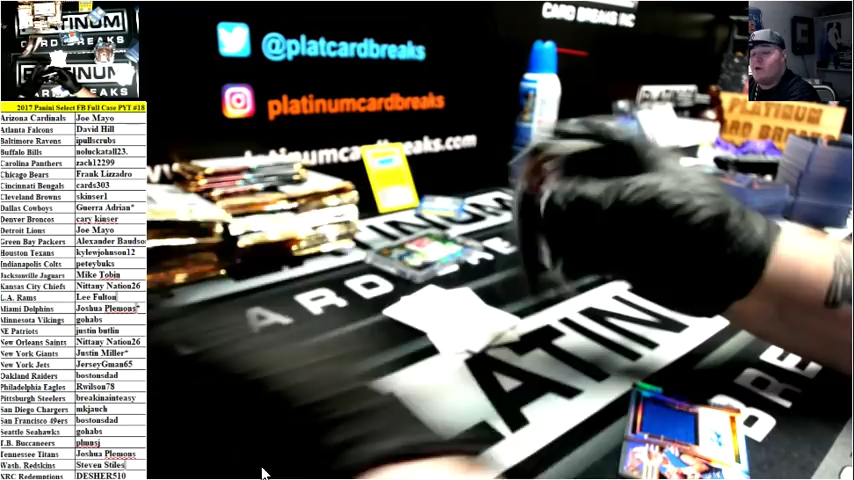 PLATINUM
CARD BREAKS
PLATINUM
CARD BREAKS INC
@platcardbreaks
platinumcardbreaks
PLATINUM
CARD BREAKS
2017 Panini Select FB Full Case PYT #18
Arizona Cardinals Joe Mayo
Atlanta Falcons David Hill
Baltimore Ravens ipullscrubs
Buffalo Bills noluckatall23.
Carolina Panthers zach12299
Chicago Bears Frank Lizzadro
Cincinnati Bengals cards303
Cleveland Browns skinser1
Dallas Cowboys Guerra Adrian*
Denver Broncos cary kinser
Detroit Lions Joe Mayo
Green Bay Packers Alexander Baudso
Houston Texans kylewjohnson12
Indianapolis Colts peteybuks
Jacksonville Jaguars Mike Tobin
Kansas City Chiefs Nittany Nation26
L.A. Rams Lee Fulton
Miami Dolphins Joshua Plemons*
Minnesota Vikings gohabs
NE Patriots justin butlin
New Orleans Saints Nittany Nation26
New York Giants Justin Miller*
New York Jets JerseyGman65
Oakland Raiders bostonsdad
Philadelphia Eagles Rwilson78
Pittsburgh Steelers breakinainteasy
San Diego Chargers mkjauch
San Francisco 49ers bostonsdad
Seattle Seahawks gohabs
T.B. Buccaneers
Tennessee Titans Joshua Plemons
Wash. Redskins Steven Stiles
XRC Redemptions DESHER510